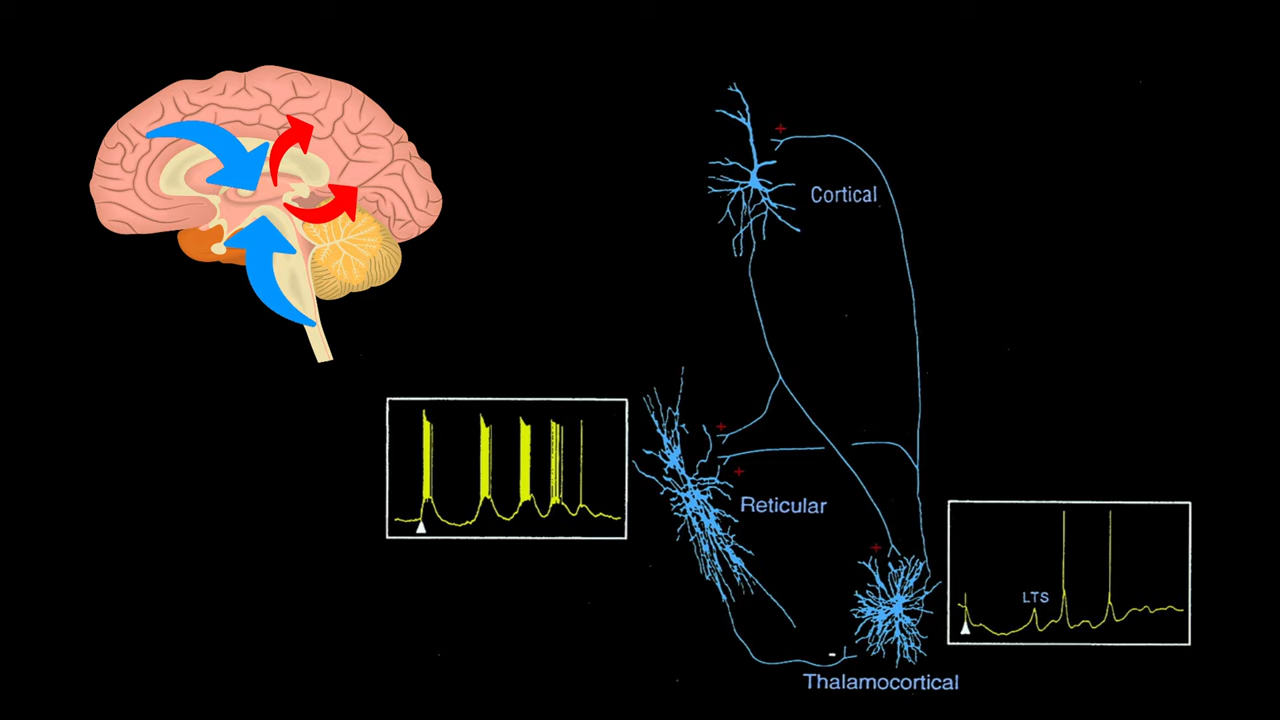 Cortical
+
+
+
Reticular
+
LTS
-
Thalamocortical